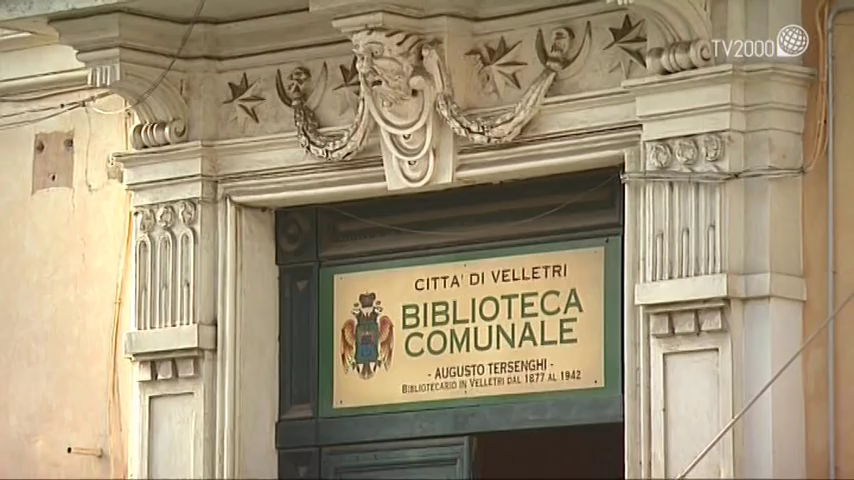 TV2000
CITTA' DI VELLETRI
BIBLIOTECA
COMUNALE
- AUGUSTO TERSENGHI -
BIBLIOTECARIO IN VELLETRI DAL 1877 AL 1942